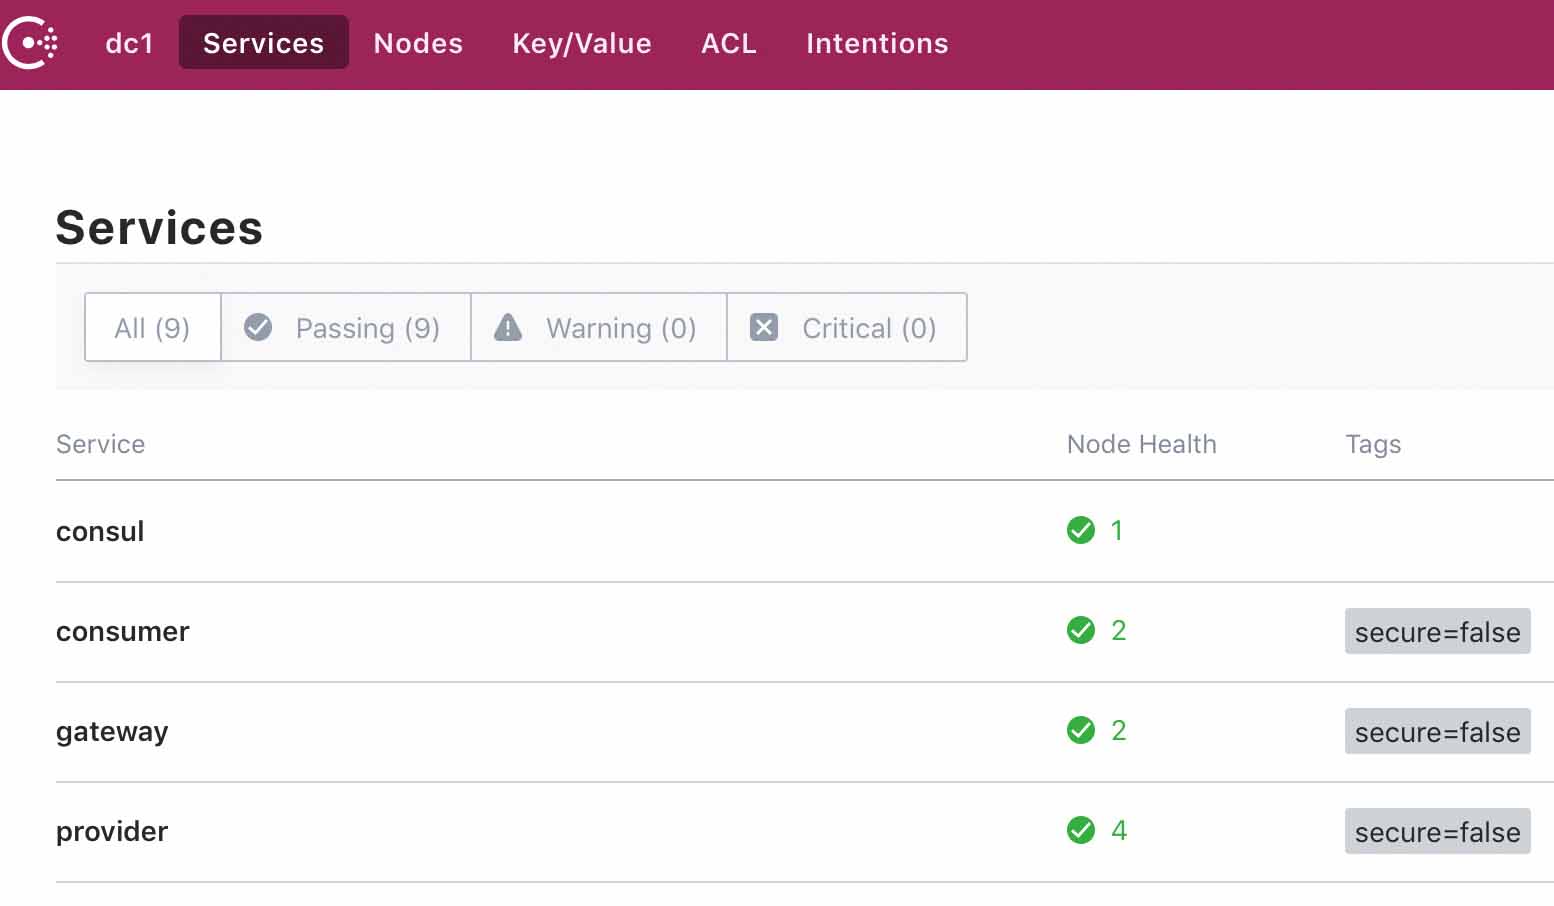 dc1 Services Nodes Key/Value ACL Intentions
Services
All (9) Passing (9) Warning (0) Critical (0)
Service Node Health Tags
consul 1
consumer 2 secure=false
gateway 2 secure=false
provider 4 secure=false